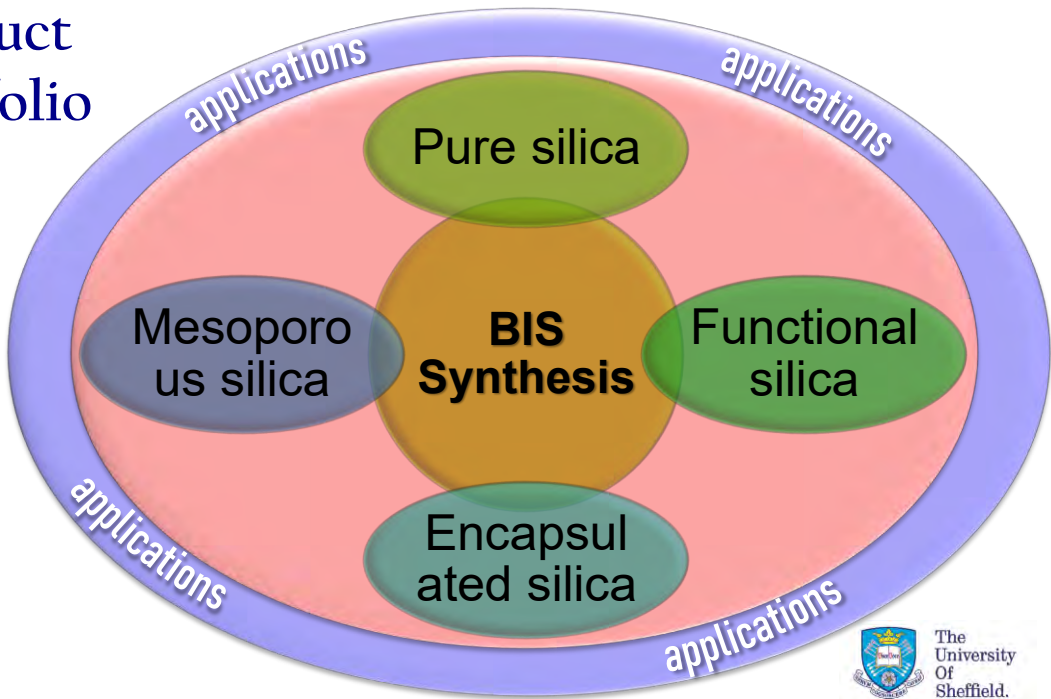 uct
folio
applications
applications
Pure silica
Mesoporo
us silica
BIS
Synthesis
Functional
silica
Encapsul
ated silica
applications
applications
The
University
Of
Sheffield.